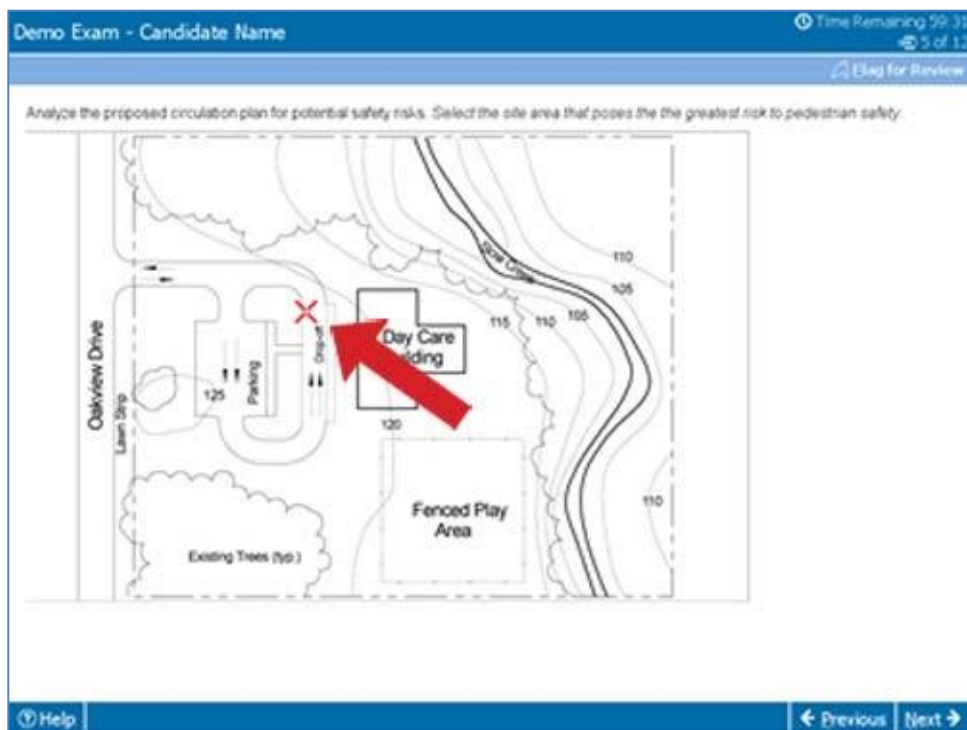 Demo Exam - Candidate Name
Time Remaining 59:31
5 of 12
Flag for Review
Analyze the proposed circulation plan for potential safety risks. Select the site area that poses the the greatest risk to pedestrian safety.
110
105
115 110 105
Oakview Drive
Lawn Strip
125
Parking
Drop-off
Day Care
120
Fenced Play
Area
110
Existing Trees (typ.)
Help
Previous
Next